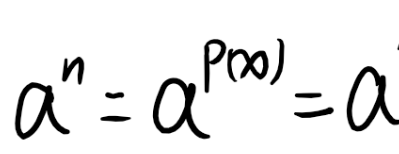 aⁿ = a^{P(x)} = a